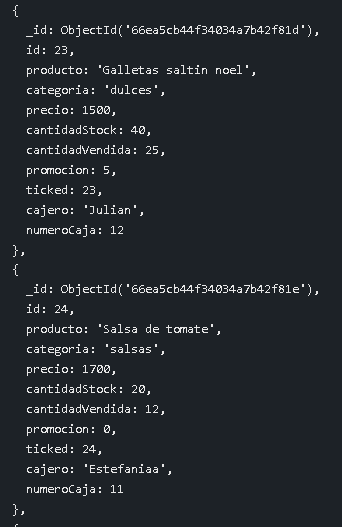 {
_id: ObjectId('66ea5cb44f34034a7b42f81d'),
id: 23,
producto: 'Galletas saltin noel',
categoria: 'dulces',
precio: 1500,
cantidadStock: 40,
cantidadVendida: 25,
promocion: 5,
ticked: 23,
cajero: 'Julian',
numeroCaja: 12
},
{
_id: ObjectId('66ea5cb44f34034a7b42f81e'),
id: 24,
producto: 'Salsa de tomate',
categoria: 'salsas',
precio: 1700,
cantidadStock: 20,
cantidadVendida: 12,
promocion: 0,
ticked: 24,
cajero: 'Estefaniaa',
numeroCaja: 11
},
{